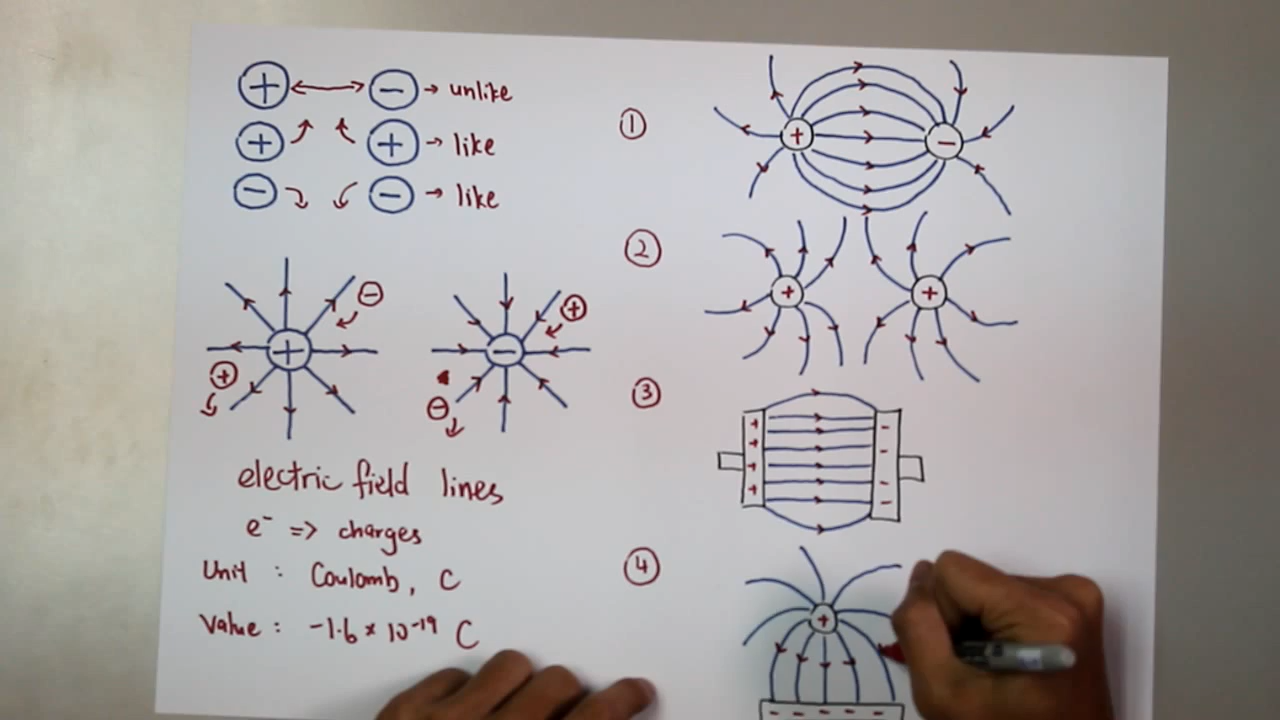 + − → unlike
+ + → like
− − → like
+ − +
− + −
electric field lines
e⁻ => charges
Unit : Coulomb, C
Value : -1.6 × 10⁻¹⁹ C
1 + −
2 + +
3 + + + + - - - -
4 +
- - - - -